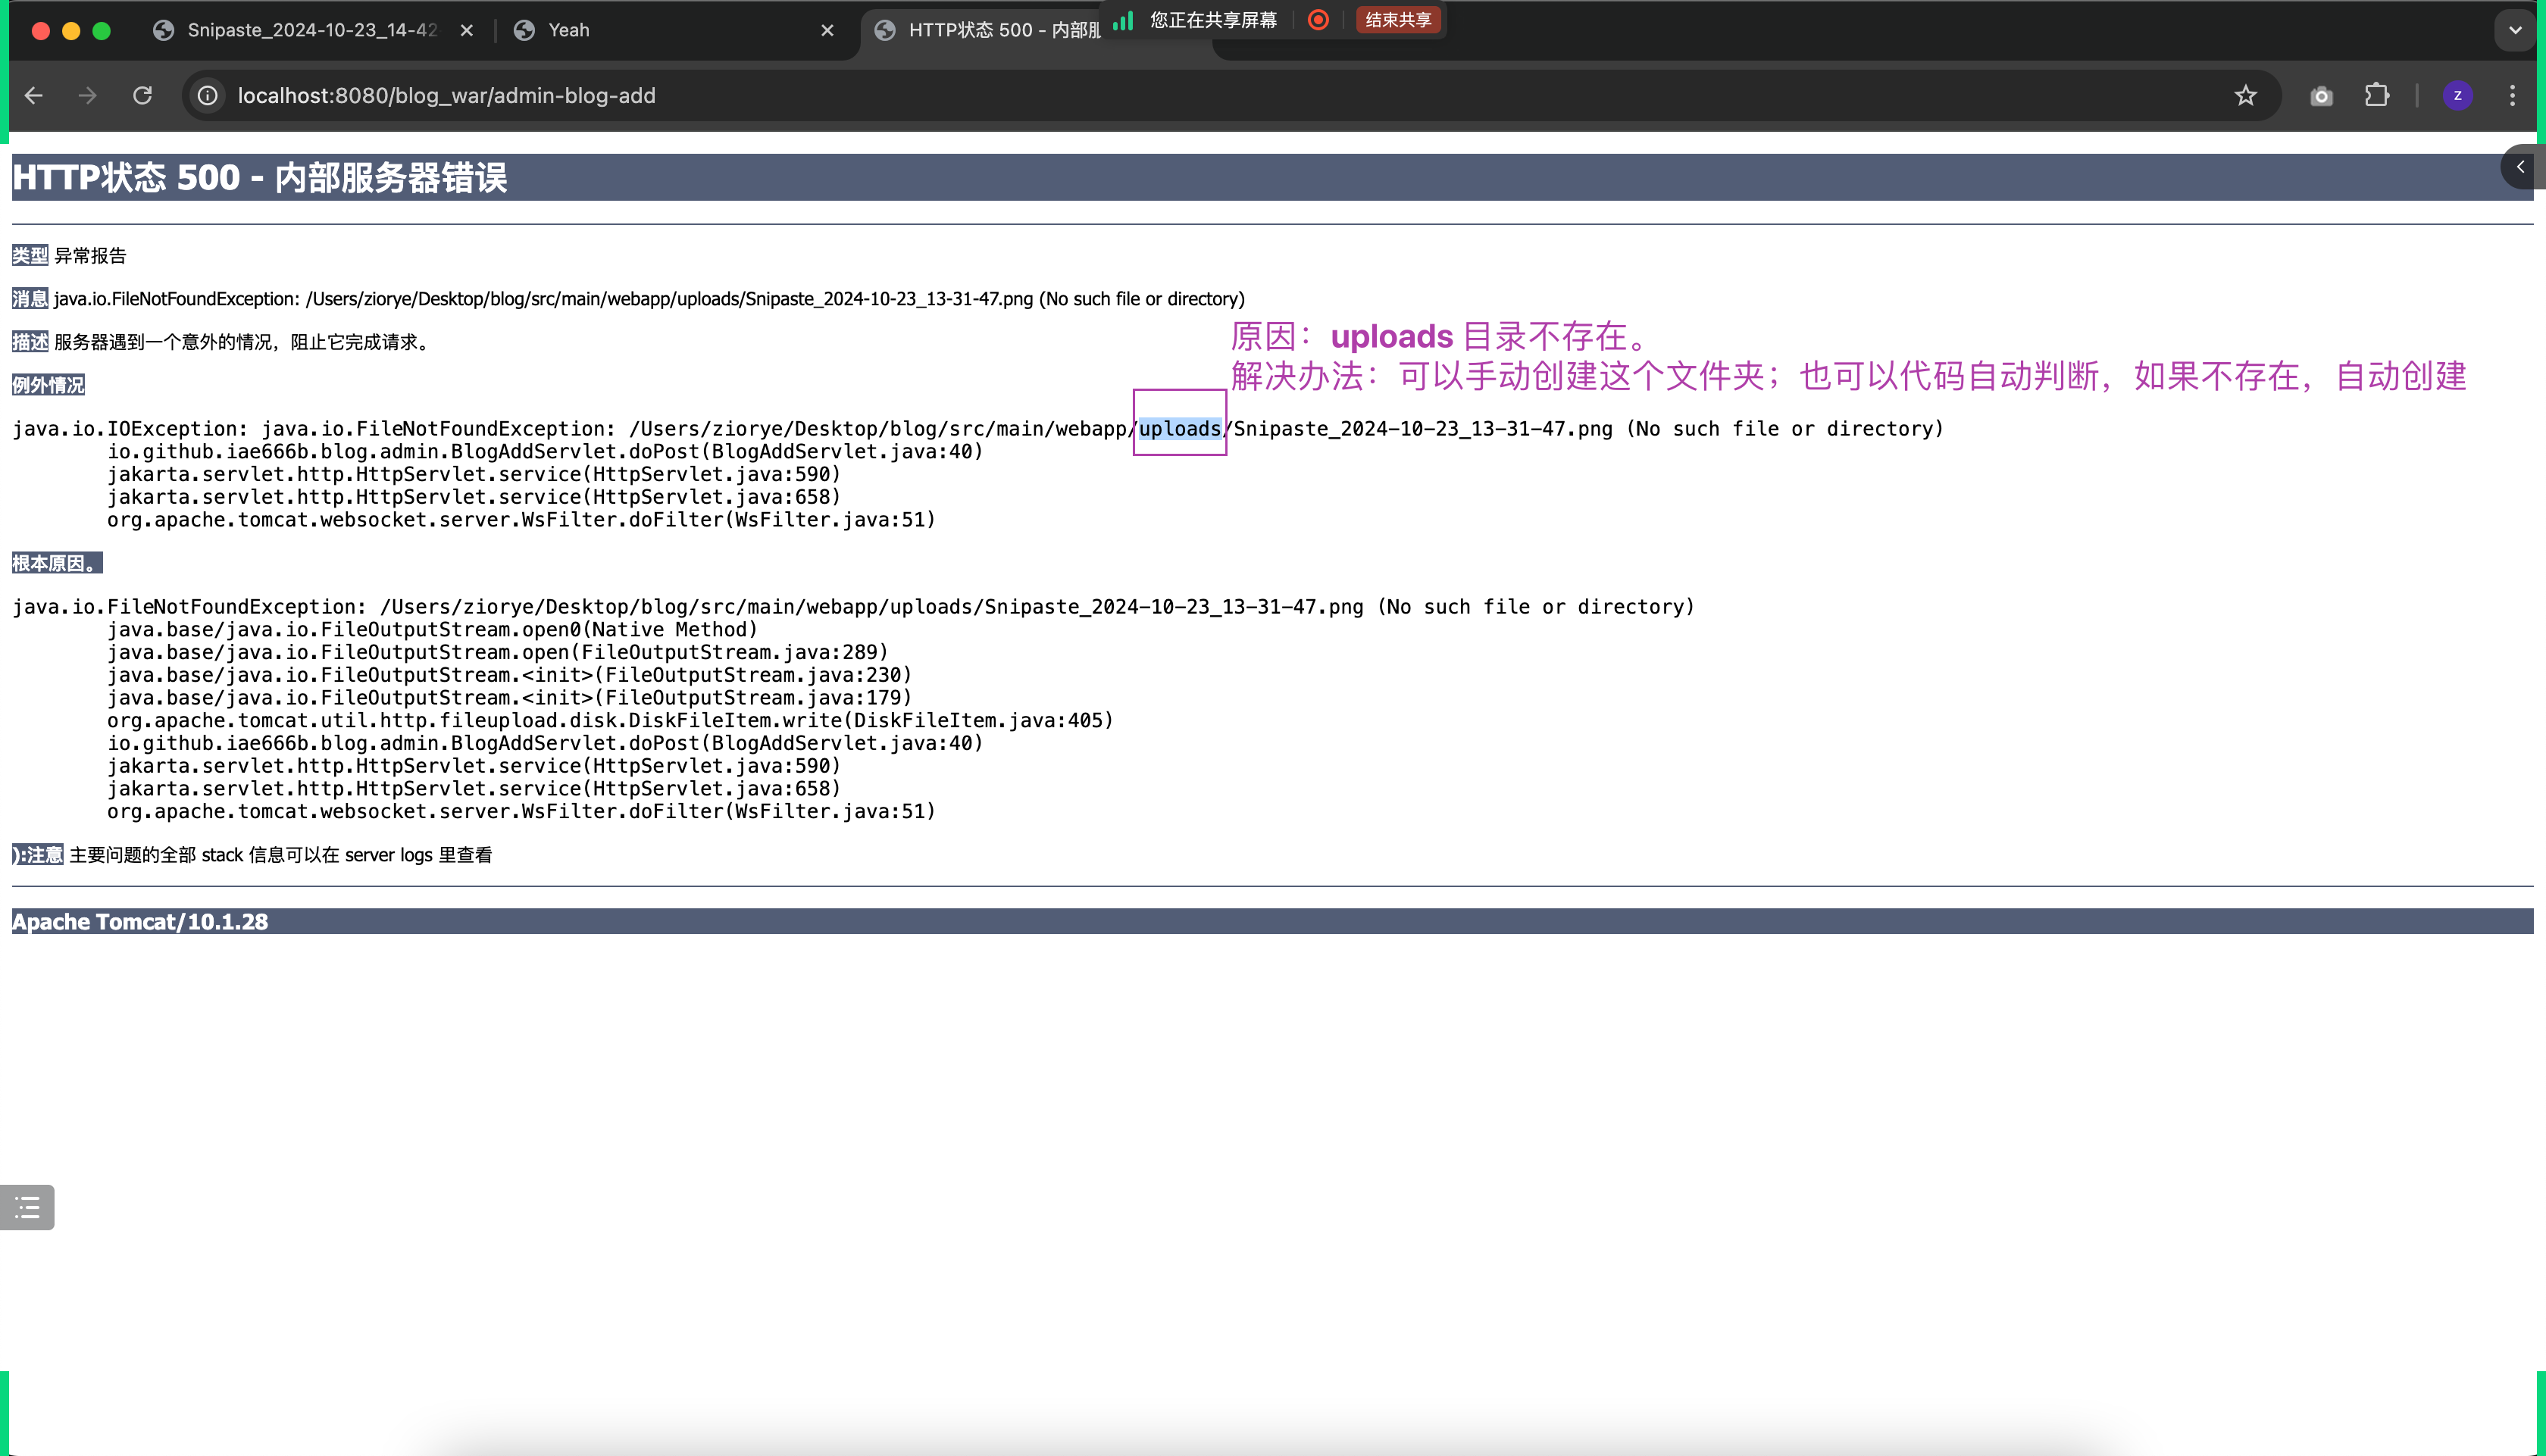 Snipaste_2024-10-23_14-42
Yeah
HTTP状态 500 - 内部
您正在共享屏幕
结束共享
localhost:8080/blog_war/admin-blog-add
z
HTTP状态 500 - 内部服务器错误
类型 异常报告
消息 java.io.FileNotFoundException: /Users/ziorye/Desktop/blog/src/main/webapp/uploads/Snipaste_2024-10-23_13-31-47.png (No such file or directory)
描述 服务器遇到一个意外的情况，阻止它完成请求。
原因：uploads 目录不存在。
解决办法：可以手动创建这个文件夹；也可以代码自动判断，如果不存在，自动创建
例外情况
java.io.IOException: java.io.FileNotFoundException: /Users/ziorye/Desktop/blog/src/main/webapp/uploads/Snipaste_2024-10-23_13-31-47.png (No such file or directory)
io.github.iae666b.blog.admin.BlogAddServlet.doPost(BlogAddServlet.java:40)
jakarta.servlet.http.HttpServlet.service(HttpServlet.java:590)
jakarta.servlet.http.HttpServlet.service(HttpServlet.java:658)
org.apache.tomcat.websocket.server.WsFilter.doFilter(WsFilter.java:51)
根本原因。
java.io.FileNotFoundException: /Users/ziorye/Desktop/blog/src/main/webapp/uploads/Snipaste_2024-10-23_13-31-47.png (No such file or directory)
java.base/java.io.FileOutputStream.open0(Native Method)
java.base/java.io.FileOutputStream.open(FileOutputStream.java:289)
java.base/java.io.FileOutputStream.<init>(FileOutputStream.java:230)
java.base/java.io.FileOutputStream.<init>(FileOutputStream.java:179)
org.apache.tomcat.util.http.fileupload.disk.DiskFileItem.write(DiskFileItem.java:405)
io.github.iae666b.blog.admin.BlogAddServlet.doPost(BlogAddServlet.java:40)
jakarta.servlet.http.HttpServlet.service(HttpServlet.java:590)
jakarta.servlet.http.HttpServlet.service(HttpServlet.java:658)
org.apache.tomcat.websocket.server.WsFilter.doFilter(WsFilter.java:51)
):注意 主要问题的全部 stack 信息可以在 server logs 里查看
Apache Tomcat/10.1.28